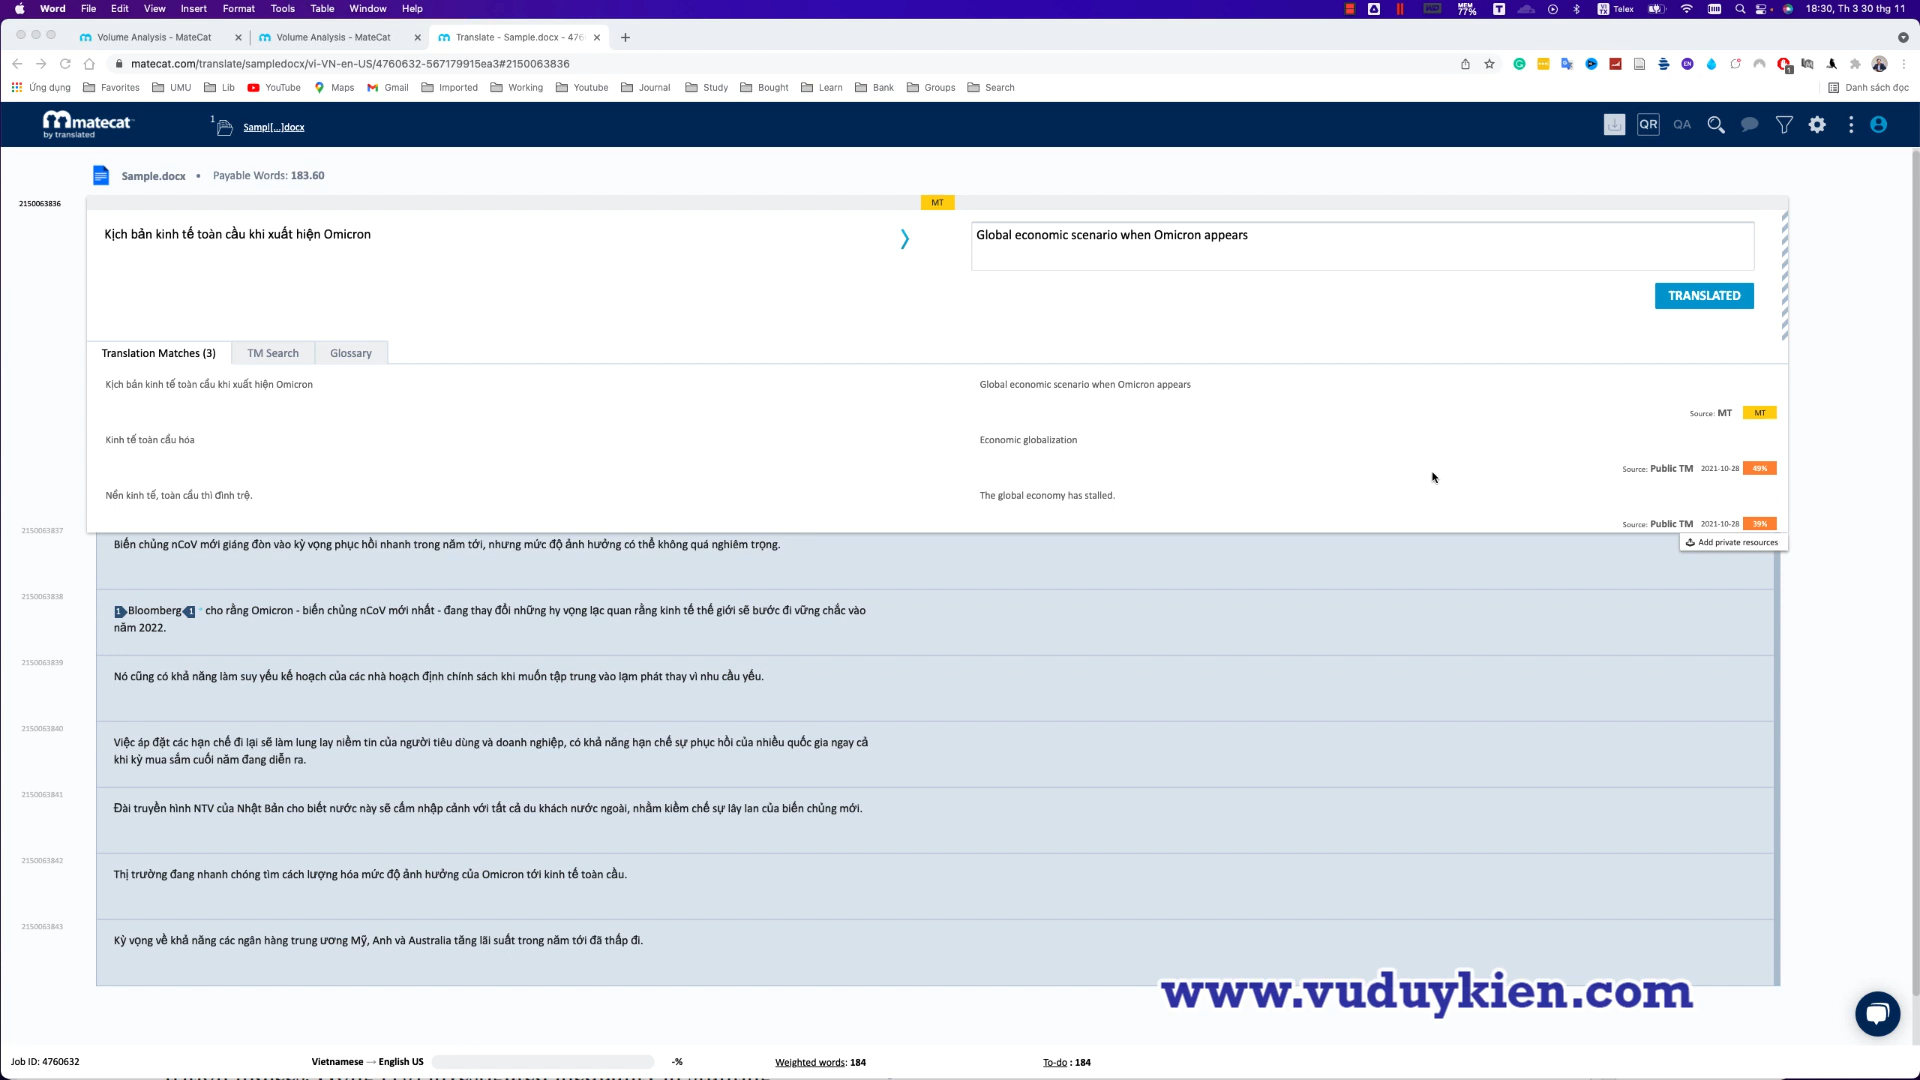 Word File Edit View Insert Format Tools Table Window Help
MEM 77% Telex 18:30, Th 3 30 thg 11
Volume Analysis - MateCat
Volume Analysis - MateCat
Translate - Sample.docx - 476
matecat.com/translate/sampledocx/vi-VN-en-US/4760632-567179915ea3#2150063836
Ứng dụng Favorites UMU Lib YouTube Maps Gmail Imported Working Youtube Journal Study Bought Learn Bank Groups Search Danh sách đọc
matecat
by translated
1 Sampl[...]docx QR QA
Sample.docx • Payable Words: 183.60
2150063836 MT
Kịch bản kinh tế toàn cầu khi xuất hiện Omicron
Global economic scenario when Omicron appears
TRANSLATED
Translation Matches (3) TM Search Glossary
Kịch bản kinh tế toàn cầu khi xuất hiện Omicron Global economic scenario when Omicron appears
Source: MT MT
Kinh tế toàn cầu hóa Economic globalization
Source: Public TM 2021-10-28 49%
Nền kinh tế, toàn cầu thì đình trệ. The global economy has stalled.
Source: Public TM 2021-10-28 39%
Add private resources
2150063837
Biến chủng nCoV mới giáng đòn vào kỳ vọng phục hồi nhanh trong năm tới, nhưng mức độ ảnh hưởng có thể không quá nghiêm trọng.
2150063838
1 Bloomberg 1 cho rằng Omicron - biến chủng nCoV mới nhất - đang thay đổi những hy vọng lạc quan rằng kinh tế thế giới sẽ bước đi vững chắc vào
năm 2022.
2150063839
Nó cũng có khả năng làm suy yếu kế hoạch của các nhà hoạch định chính sách khi muốn tập trung vào lạm phát thay vì nhu cầu yếu.
2150063840
Việc áp đặt các hạn chế đi lại sẽ làm lung lay niềm tin của người tiêu dùng và doanh nghiệp, có khả năng hạn chế sự phục hồi của nhiều quốc gia ngay cả
khi kỳ mua sắm cuối năm đang diễn ra.
2150063841
Đài truyền hình NTV của Nhật Bản cho biết nước này sẽ cấm nhập cảnh với tất cả du khách nước ngoài, nhằm kiềm chế sự lây lan của biến chủng mới.
2150063842
Thị trường đang nhanh chóng tìm cách lượng hóa mức độ ảnh hưởng của Omicron tới kinh tế toàn cầu.
2150063843
Kỳ vọng về khả năng các ngân hàng trung ương Mỹ, Anh và Australia tăng lãi suất trong năm tới đã thấp đi.
www.vuduykien.com
Job ID: 4760632 Vietnamese → English US -% Weighted words: 184 To-do : 184